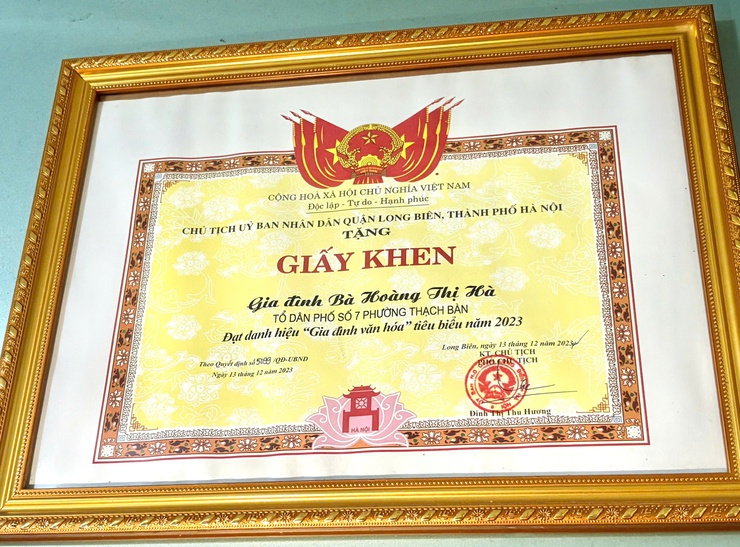 CỘNG HOÀ XÃ HỘI CHỦ NGHĨA VIỆT NAM
Độc lập - Tự do - Hạnh phúc
CHỦ TỊCH UỶ BAN NHÂN DÂN QUẬN LONG BIÊN, THÀNH PHỐ HÀ NỘI
TẶNG
GIẤY KHEN
Gia đình Bà Hoàng Thị Hà
TỔ DÂN PHỐ SỐ 7 PHƯỜNG THẠCH BÀN
Đạt danh hiệu "Gia đình văn hóa" tiêu biểu năm 2023
Theo Quyết định số /QĐ-UBND
Ngày 13 tháng 12 năm 2023
Long Biên, ngày 13 tháng 12 năm 2023
KT. CHỦ TỊCH
PHÓ CHỦ TỊCH
Đinh Thị Thu Hương
HÀ NỘI